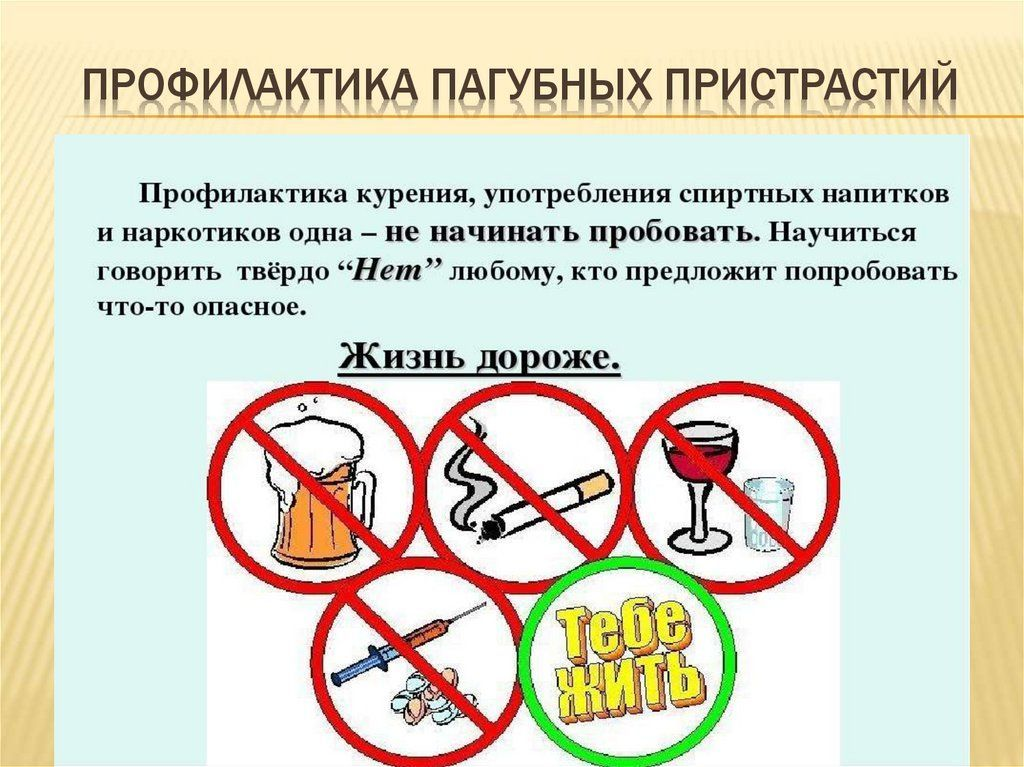 ПРОФИЛАКТИКА ПАГУБНЫХ ПРИСТРАСТИЙ
Профилактика курения, употребления спиртных напитков
и наркотиков одна – не начинать пробовать. Научиться
говорить твёрдо “Нет” любому, кто предложит попробовать
что-то опасное.
Жизнь дороже.
Тебе
жить